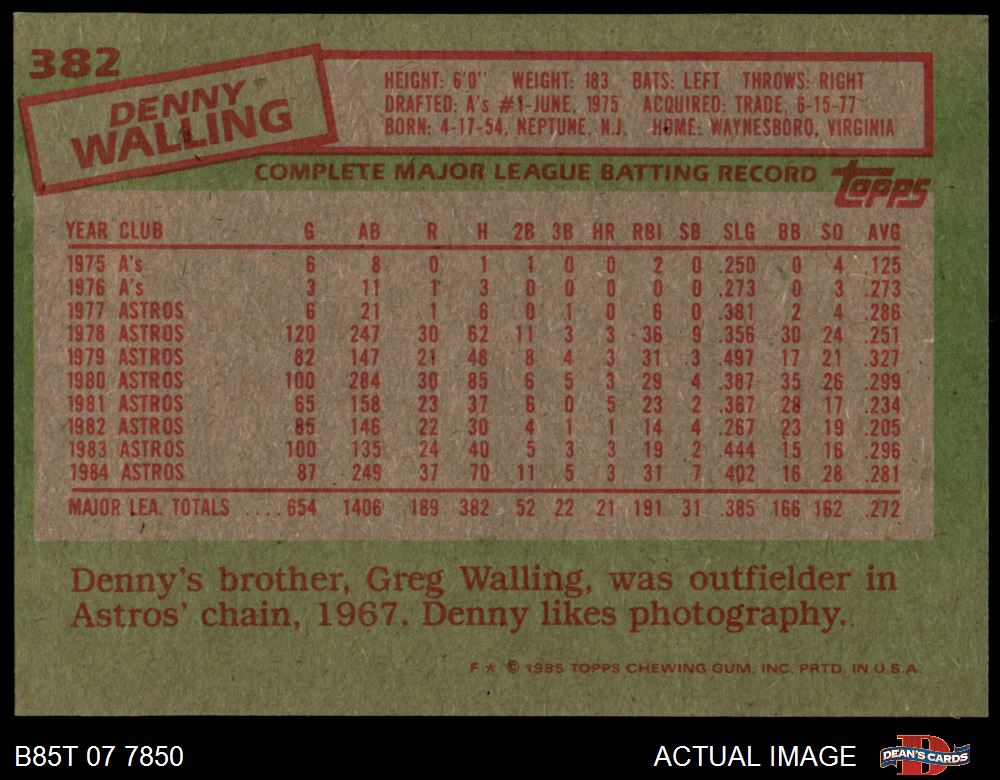 382
DENNY
WALLING
HEIGHT: 6'0" WEIGHT: 183 BATS: LEFT THROWS: RIGHT
DRAFTED: A's #1-JUNE, 1975 ACQUIRED: TRADE, 6-15-77
BORN: 4-17-54, NEPTUNE, N.J. HOME: WAYNESBORO, VIRGINIA
COMPLETE MAJOR LEAGUE BATTING RECORD topps
YEAR CLUB G AB R H 2B 3B HR RBI SB SLG BB SO AVG
1975 A's 6 8 0 1 1 0 0 2 0 .250 0 4 .125
1976 A's 3 11 1 3 0 0 0 0 0 .273 0 3 .273
1977 ASTROS 6 21 1 6 0 1 0 6 0 .381 2 4 .286
1978 ASTROS 120 247 30 62 11 3 3 36 9 .356 30 24 .251
1979 ASTROS 82 147 21 48 8 4 3 31 3 .497 17 21 .327
1980 ASTROS 100 284 30 85 6 5 3 29 4 .387 35 26 .299
1981 ASTROS 65 158 23 37 6 0 5 23 2 .367 28 17 .234
1982 ASTROS 85 146 22 30 4 1 1 14 4 .267 23 19 .205
1983 ASTROS 100 135 24 40 5 3 3 19 2 .444 15 16 .296
1984 ASTROS 87 249 37 70 11 5 3 31 7 .402 16 28 .281
MAJOR LEA. TOTALS ....654 1406 189 382 52 22 21 191 31 .385 166 162 .272
Denny's brother, Greg Walling, was outfielder in
Astros' chain, 1967. Denny likes photography.
F * © 1985 TOPPS CHEWING GUM, INC. PRTD. IN U.S.A.
B85T 07 7850 ACTUAL IMAGE DEAN'S CARDS